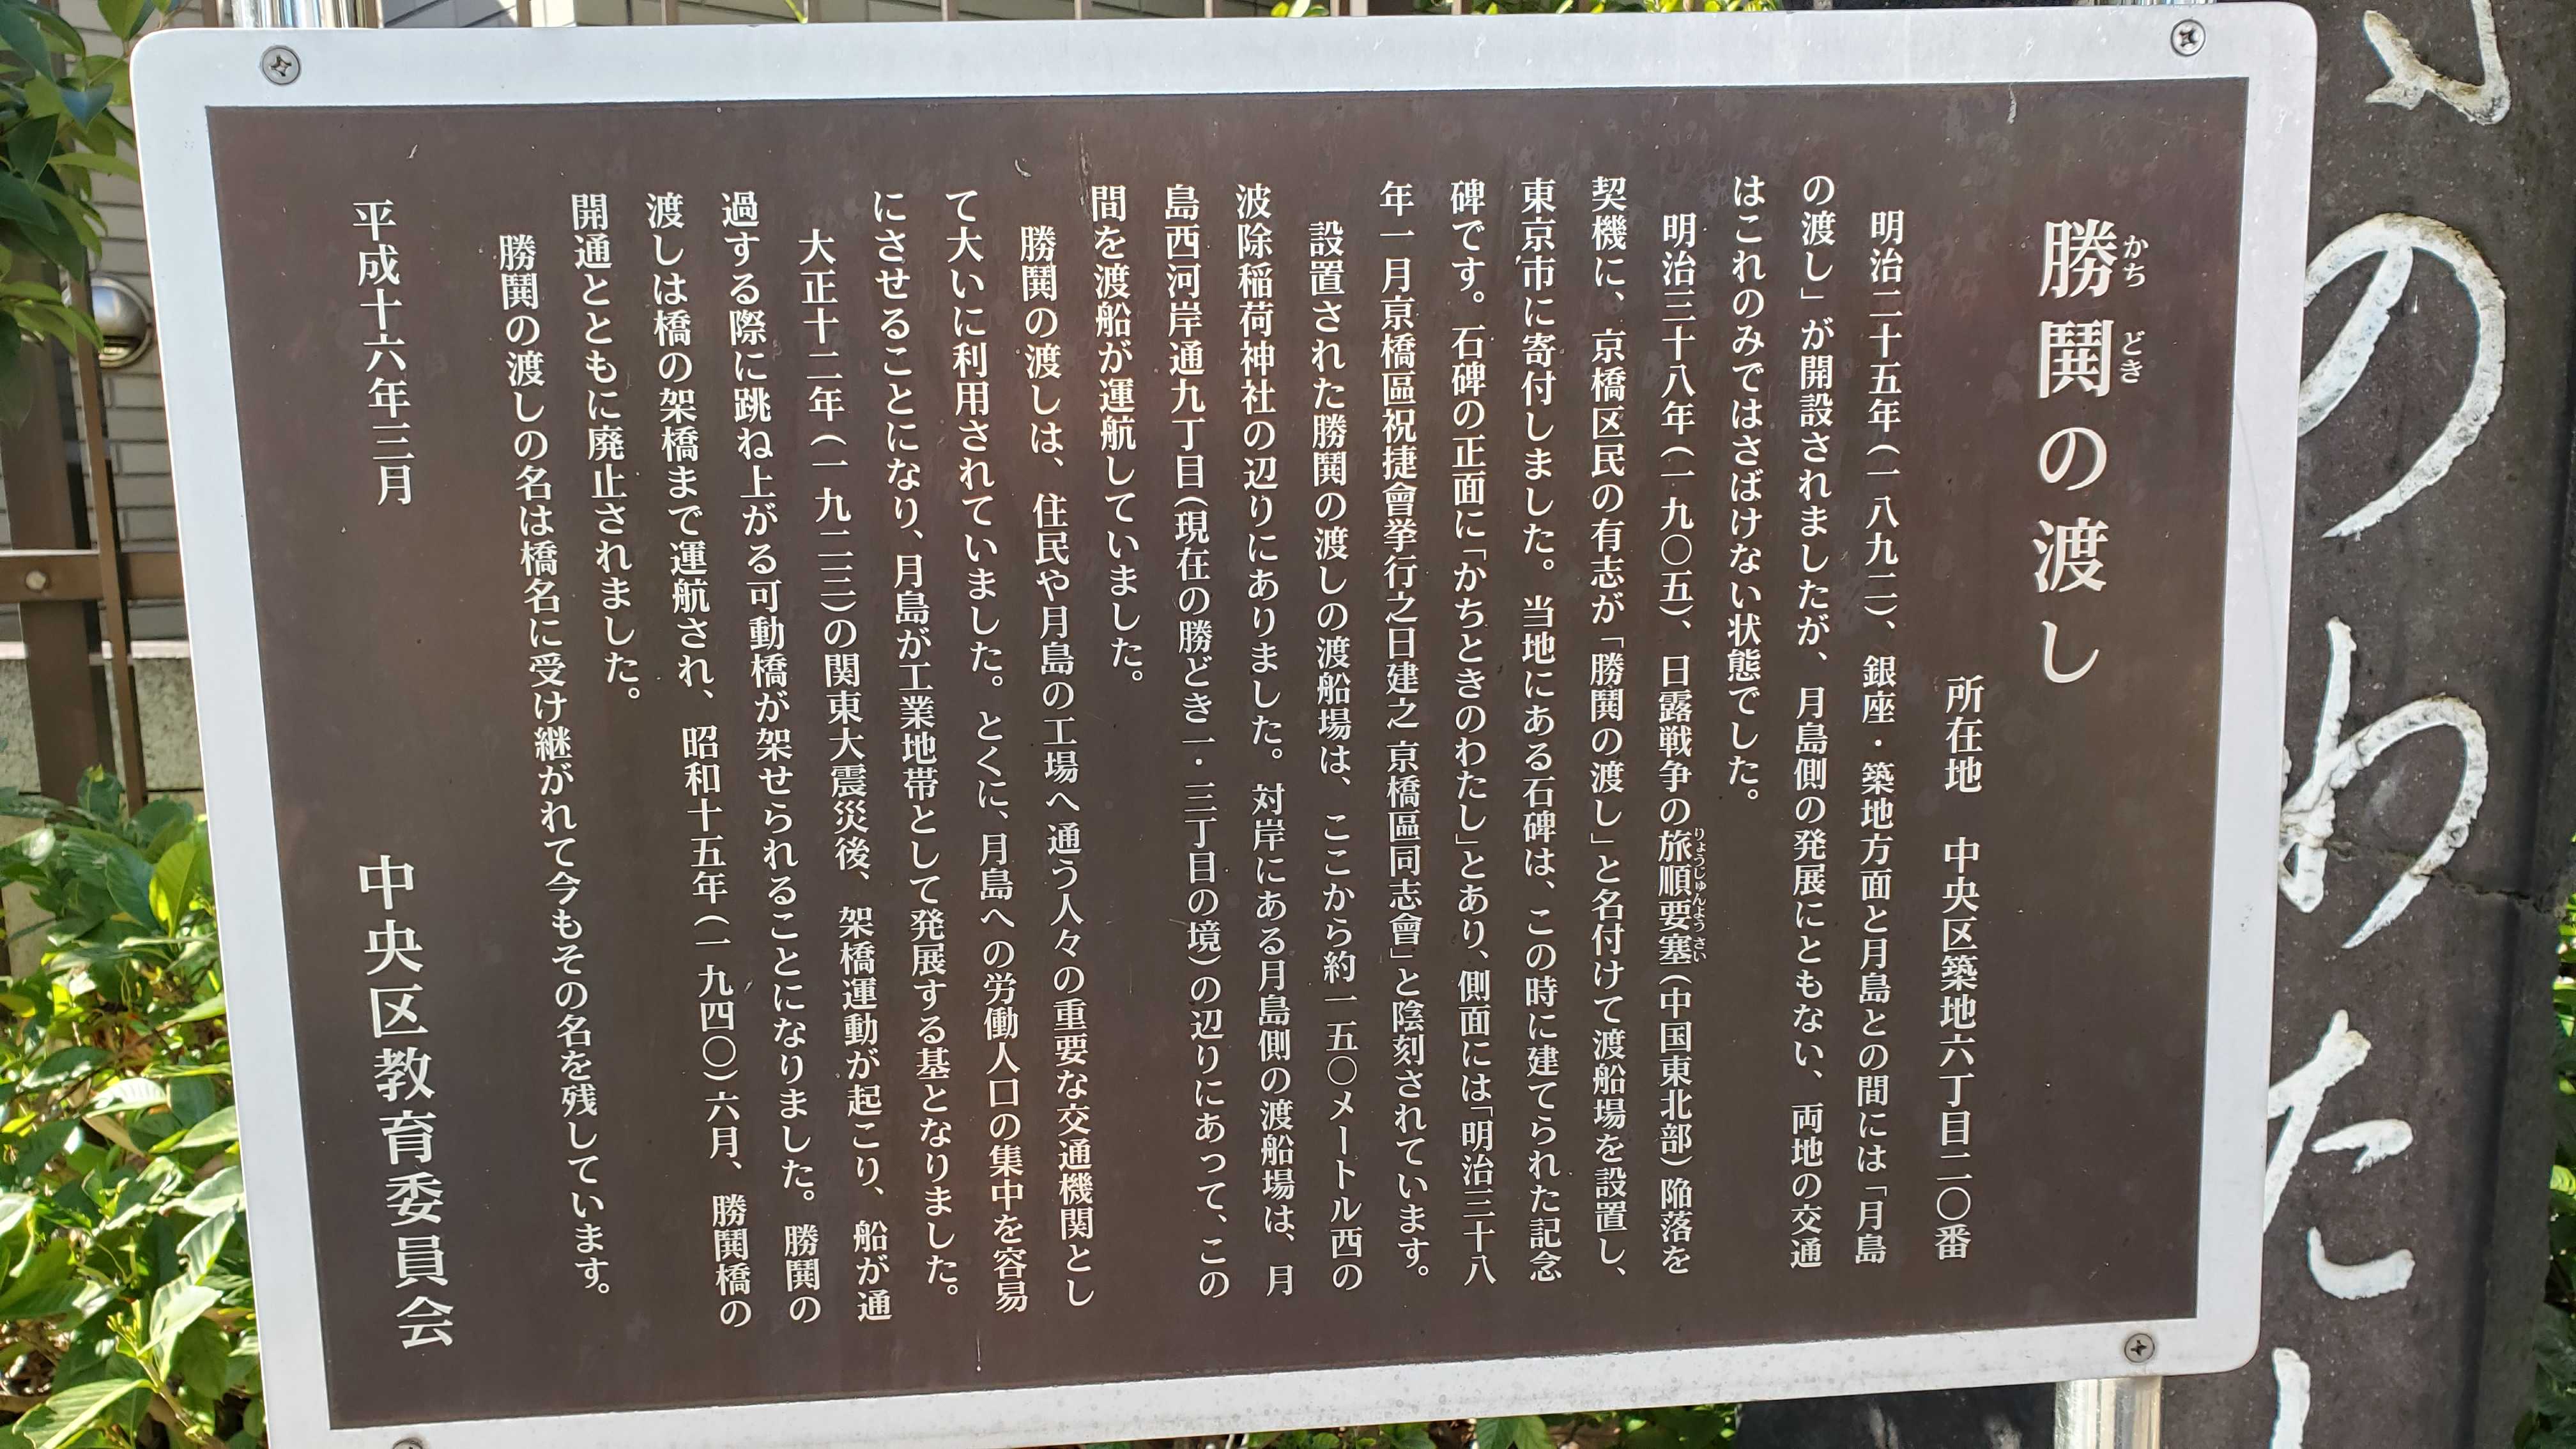 勝鬨の渡し
かち どき
所在地 中央区築地六丁目二〇番
明治二十五年(一八九二)、銀座・築地方面と月島との間には「月島
の渡し」が開設されましたが、月島側の発展にともない、両地の交通
はこれのみではさばけない状態でした。
明治三十八年(一九〇五)、日露戦争の旅順要塞(中国東北部)陥落を
りょうじゅんようさい
契機に、京橋区民の有志が「勝鬨の渡し」と名付けて渡船場を設置し、
東京市に寄付しました。当地にある石碑は、この時に建てられた記念
碑です。石碑の正面に「かちときのわたし」とあり、側面には「明治三十八
年一月京橋區祝捷會挙行之日建之 京橋區同志會」と陰刻されています。
設置された勝鬨の渡しの渡船場は、ここから約一五〇メートル西の
波除稲荷神社の辺りにありました。対岸にある月島側の渡船場は、月
島西河岸通九丁目(現在の勝どき一・三丁目の境)の辺りにあって、この
間を渡船が運航していました。
勝鬨の渡しは、住民や月島の工場へ通う人々の重要な交通機関とし
て大いに利用されていました。とくに、月島への労働人口の集中を容易
にさせることになり、月島が工業地帯として発展する基となりました。
大正十二年(一九二三)の関東大震災後、架橋運動が起こり、船が通
過する際に跳ね上がる可動橋が架せられることになりました。勝鬨の
渡しは橋の架橋まで運航され、昭和十五年(一九四〇)六月、勝鬨橋の
開通とともに廃止されました。
勝鬨の渡しの名は橋名に受け継がれて今もその名を残しています。
平成十六年三月
中央区教育委員会
のわたし